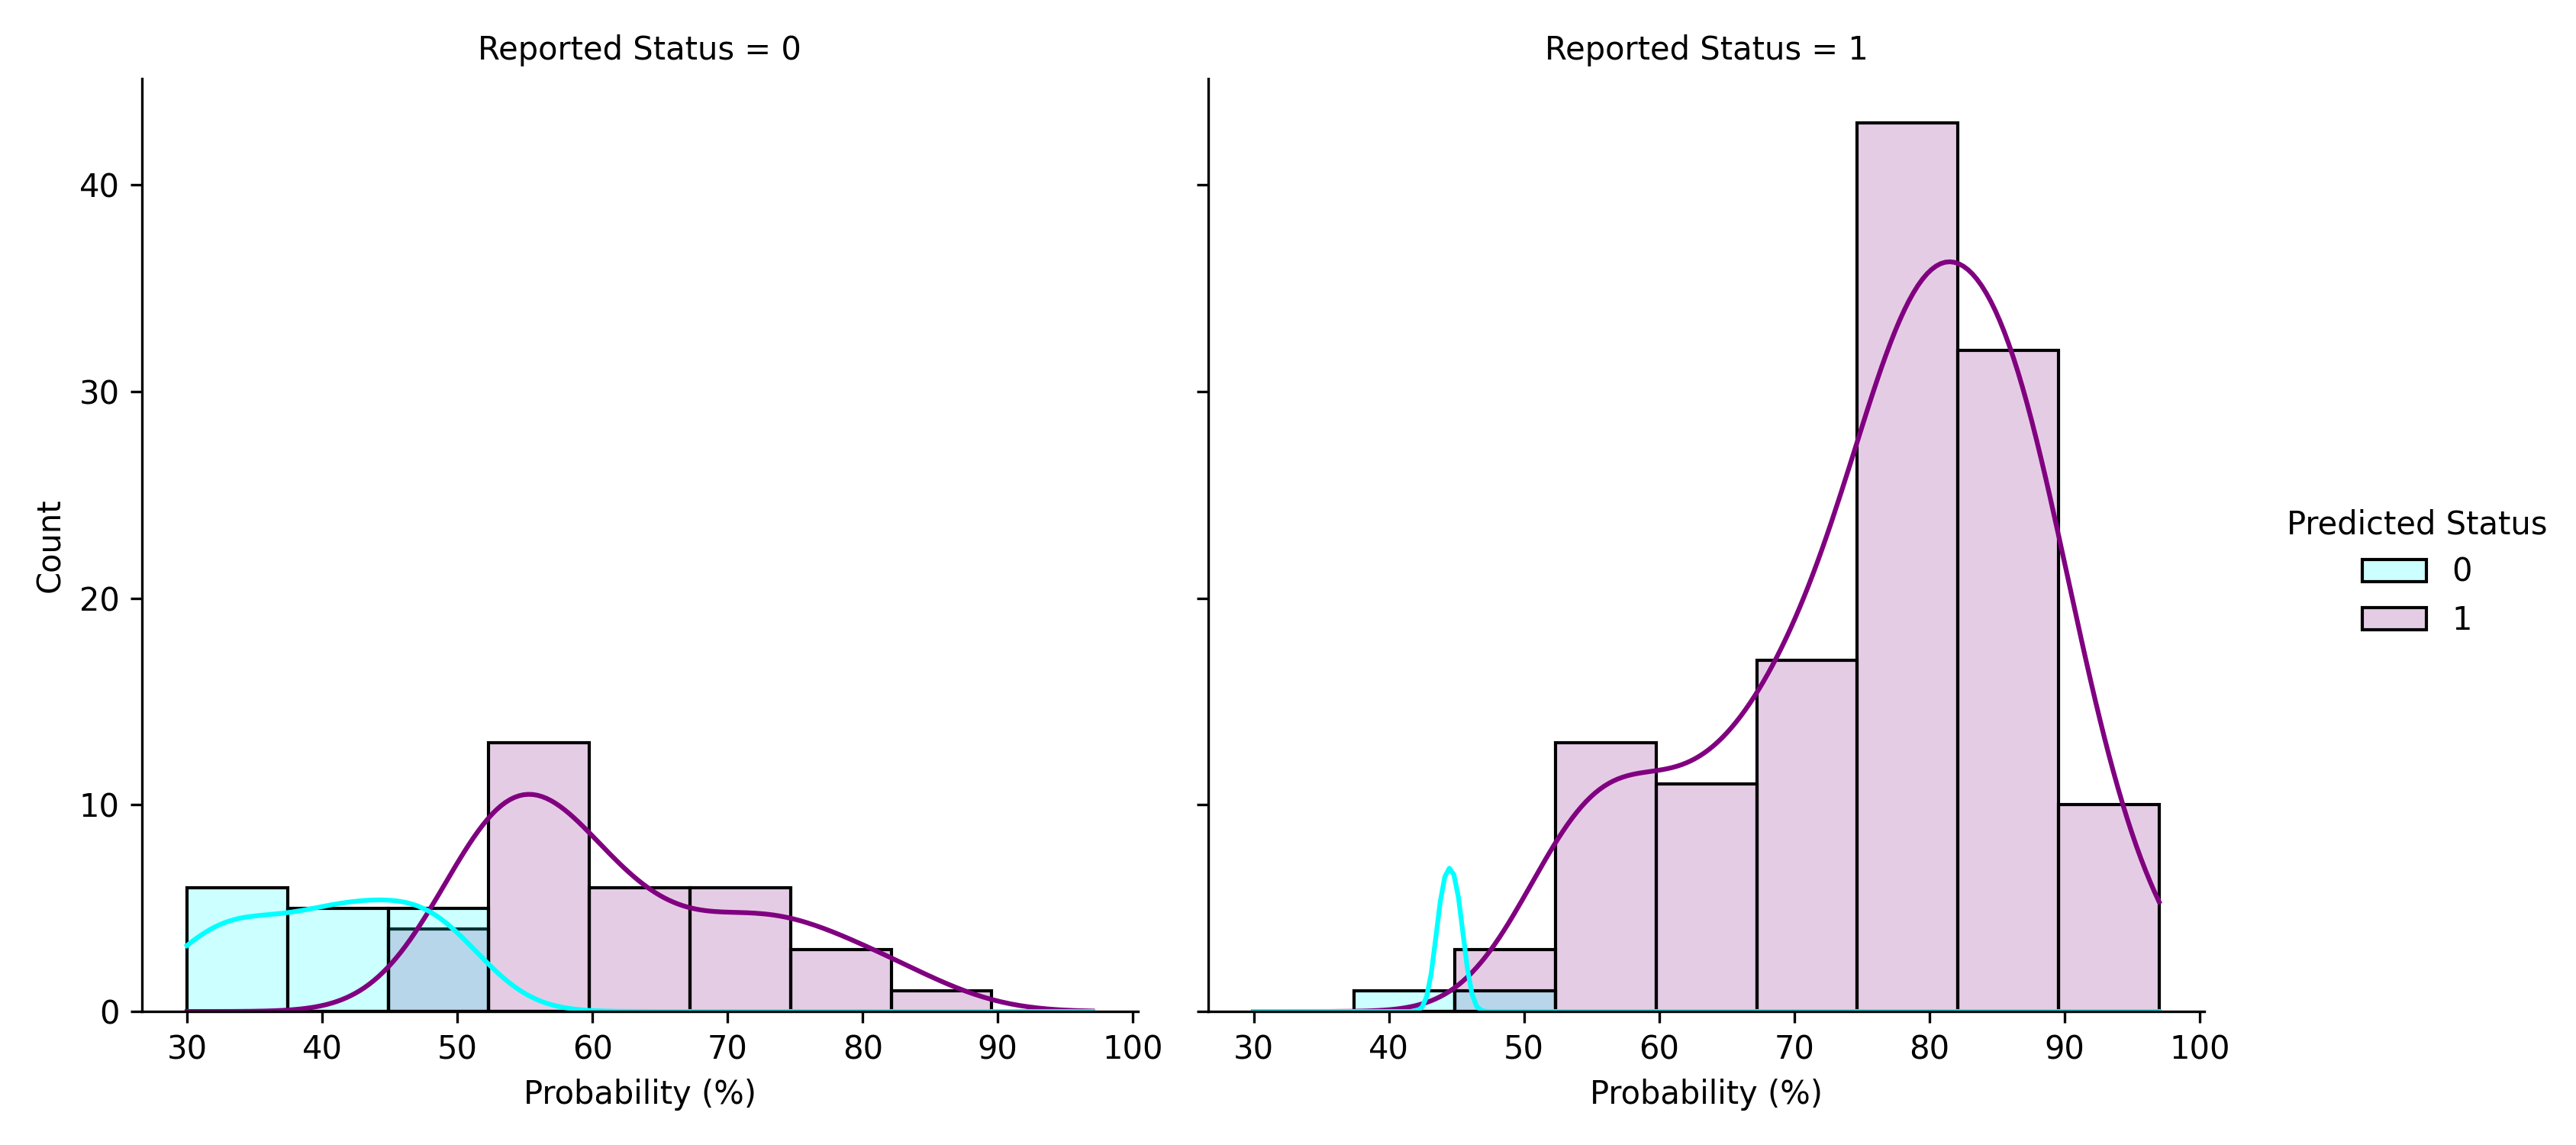 Reported Status = 0
Reported Status = 1
Count
40
30
20
10
0
30 40 50 60 70 80 90 100
30 40 50 60 70 80 90 100
Probability (%)
Probability (%)
Predicted Status
0
1